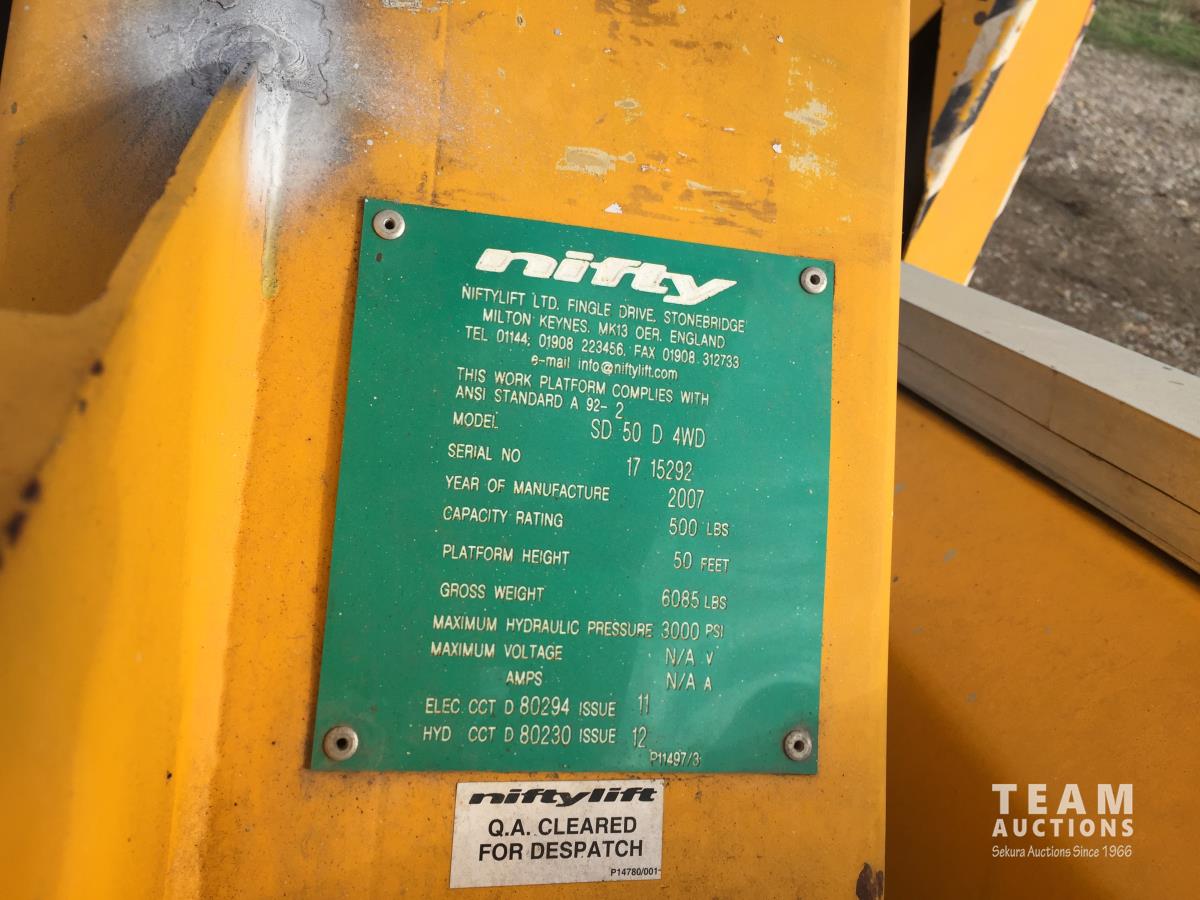 nifty
NIFTYLIFT LTD. FINGLE DRIVE. STONEBRIDGE
MILTON KEYNES. MK13 OER. ENGLAND
TEL 01144: 01908 223456. FAX 01908.312733
e-mail info@niftylift.com
THIS WORK PLATFORM COMPLIES WITH
ANSI STANDARD A 92- 2
MODEL SD 50 D 4WD
SERIAL NO 17 15292
YEAR OF MANUFACTURE 2007
CAPACITY RATING 500 LBS
PLATFORM HEIGHT 50 FEET
GROSS WEIGHT 6085 LBS
MAXIMUM HYDRAULIC PRESSURE 3000 PSI
MAXIMUM VOLTAGE N/A V
AMPS N/A A
ELEC. CCT D 80294 ISSUE 11
HYD CCT D 80230 ISSUE 12
P11497/3
niftylift
Q.A. CLEARED
FOR DESPATCH
P14780/001
TEAM
AUCTIONS
Sekura Auctions Since 1966